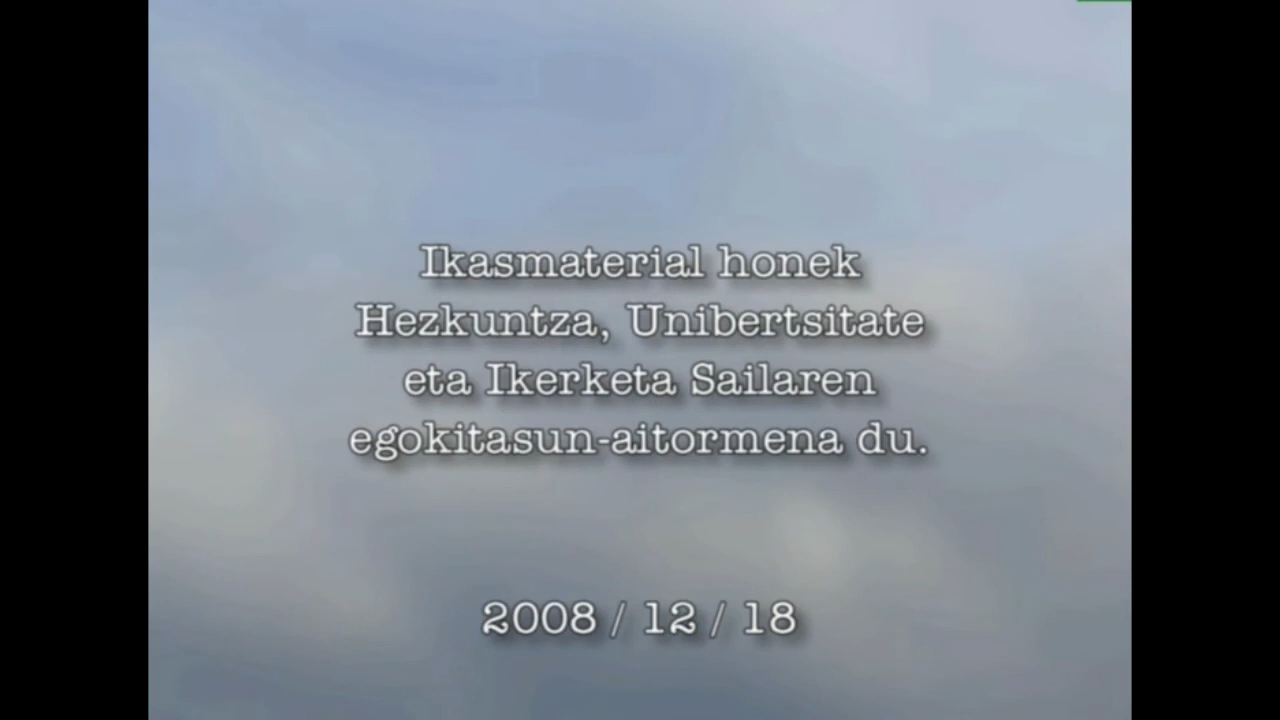 Ikasmaterial honek
Hezkuntza, Unibertsitate
eta Ikerketa Sailaren
egokitasun-aitormena du.
2008 / 12 / 18